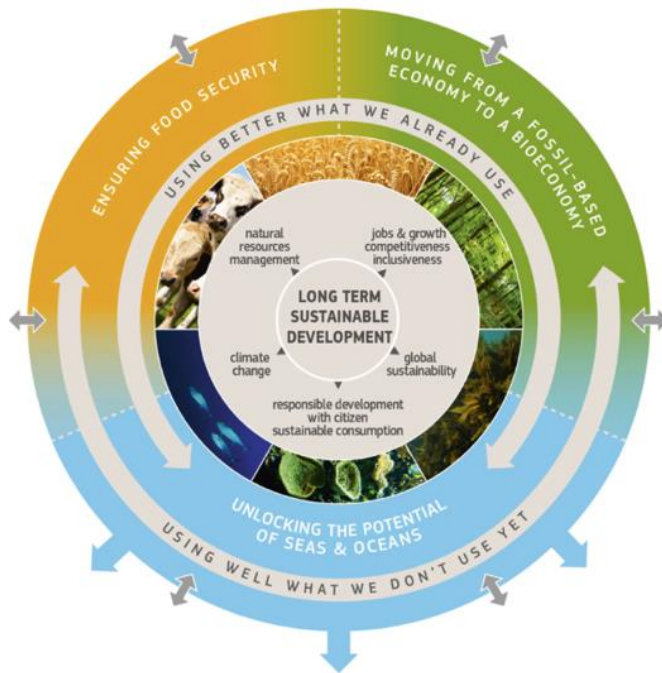 ENSURING FOOD SECURITY
MOVING FROM A FOSSIL-BASED
ECONOMY TO A BIOECONOMY
USING BETTER WHAT WE ALREADY USE
natural
resources
management
jobs & growth
competitiveness
inclusiveness
LONG TERM
SUSTAINABLE
DEVELOPMENT
climate
change
global
sustainability
responsible development
with citizen
sustainable consumption
UNLOCKING THE POTENTIAL
OF SEAS & OCEANS
USING WELL WHAT WE DON'T USE YET